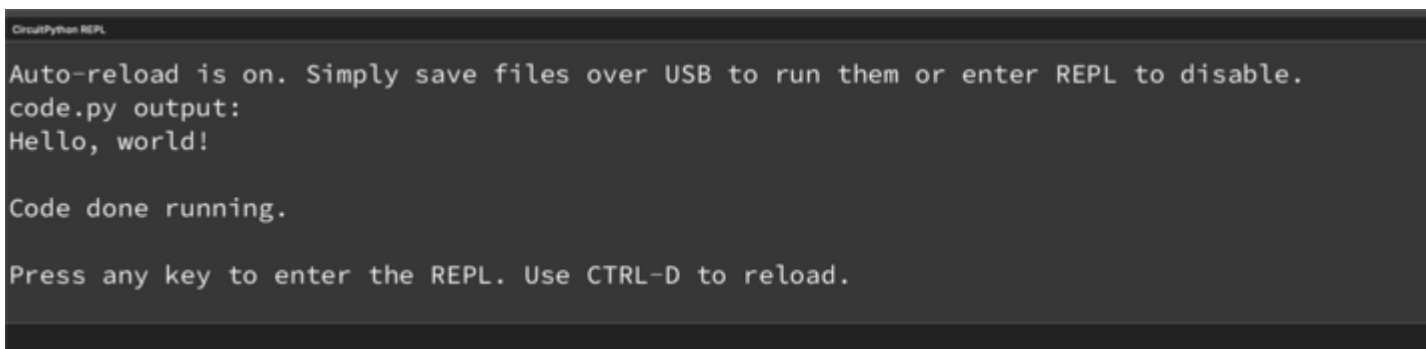 CircuitPython REPL
Auto-reload is on. Simply save files over USB to run them or enter REPL to disable.
code.py output:
Hello, world!
Code done running.
Press any key to enter the REPL. Use CTRL-D to reload.